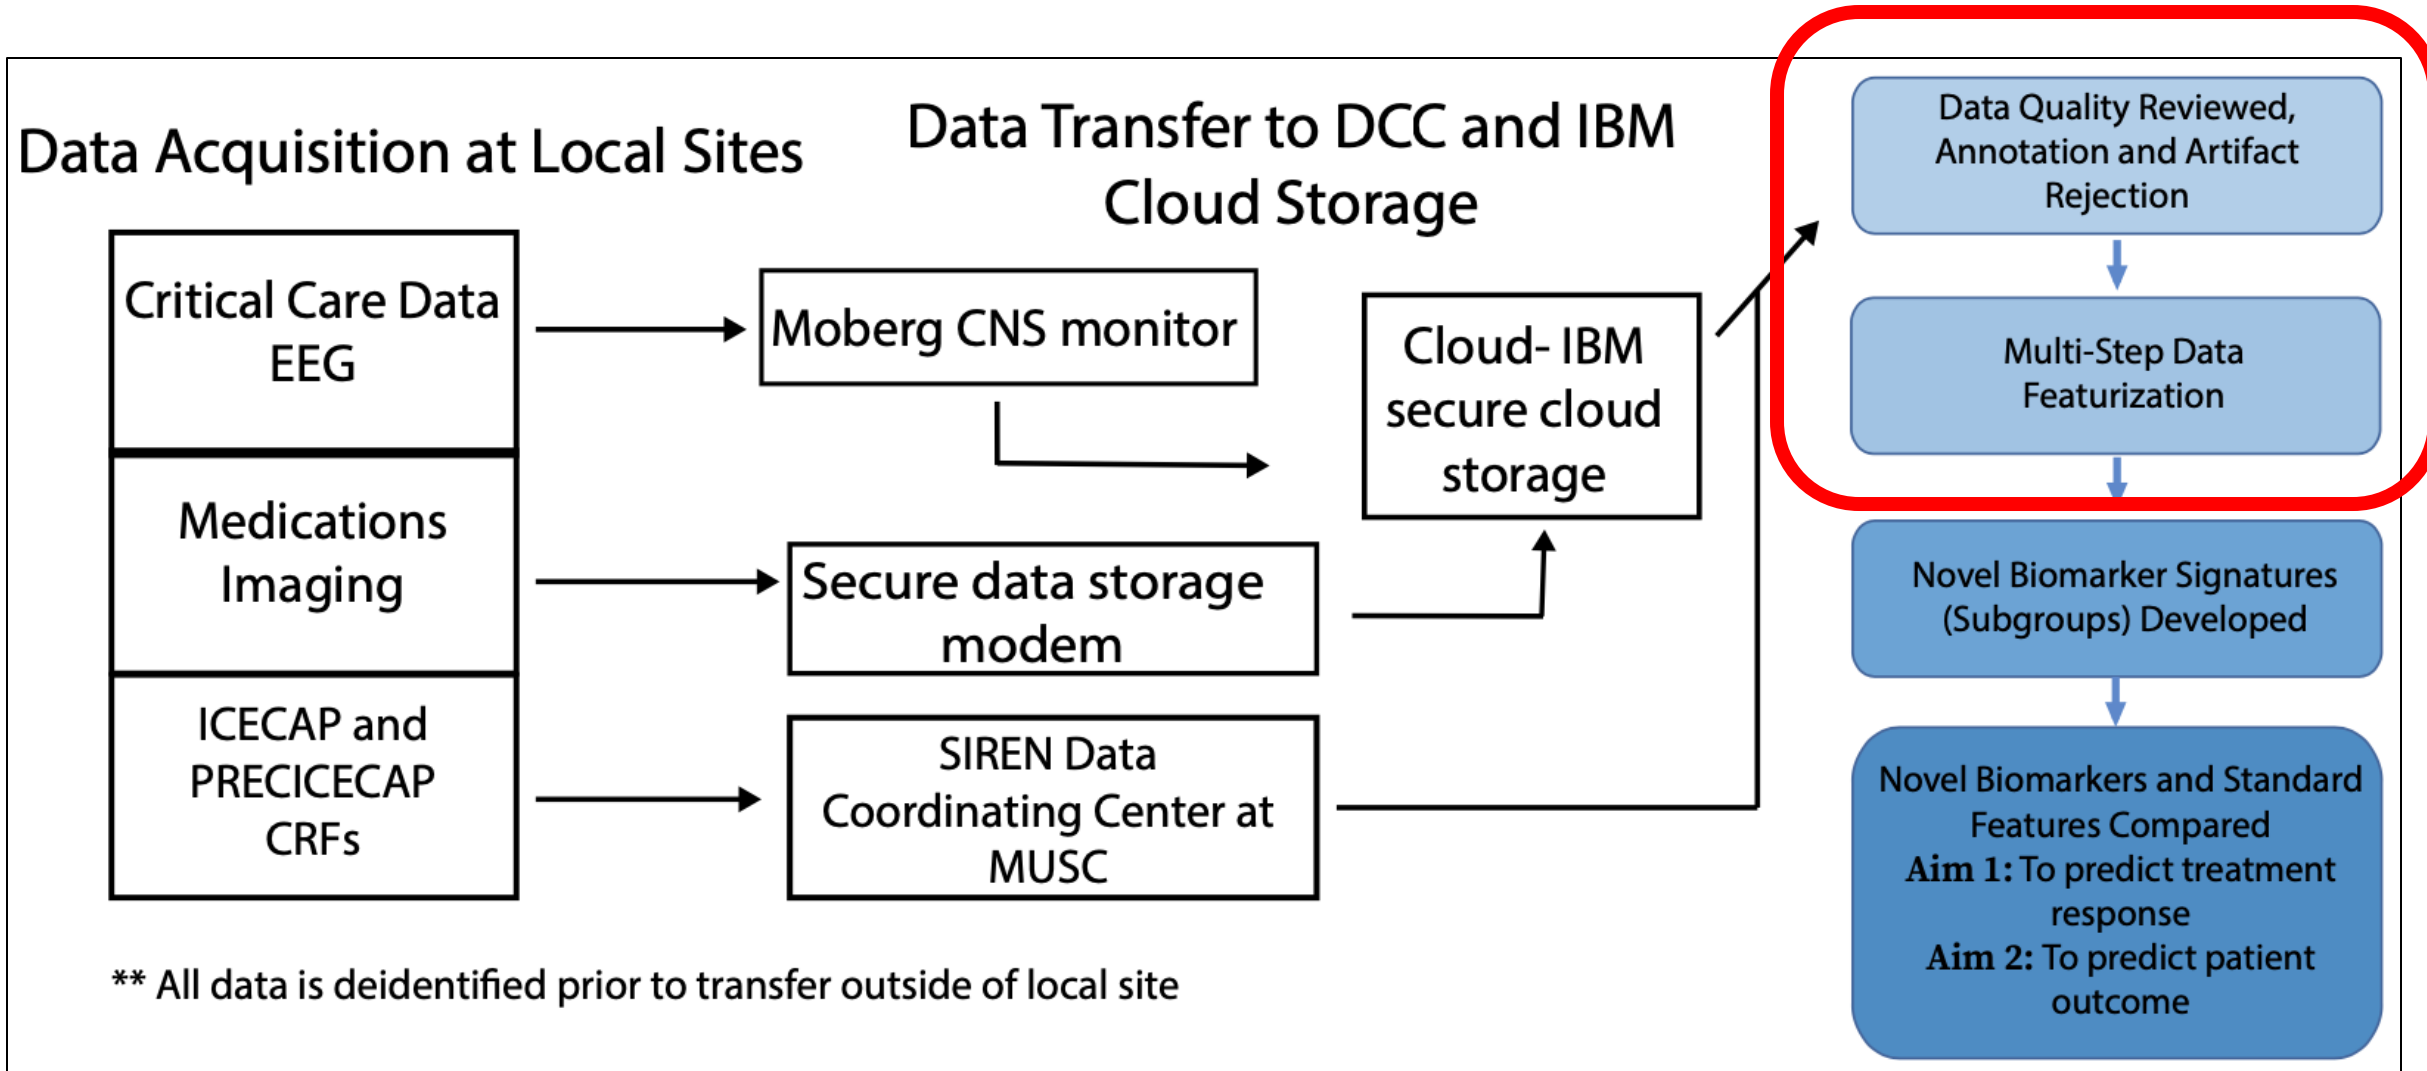 Data Acquisition at Local Sites
Data Transfer to DCC and IBM
Cloud Storage
Critical Care Data
EEG
Medications
Imaging
ICECAP and
PRECICECAP
CRFs
Moberg CNS monitor
Secure data storage
modem
SIREN Data
Coordinating Center at
MUSC
Cloud- IBM
secure cloud
storage
Data Quality Reviewed,
Annotation and Artifact
Rejection
Multi-Step Data
Featurization
Novel Biomarker Signatures
(Subgroups) Developed
Novel Biomarkers and Standard
Features Compared
Aim 1: To predict treatment
response
Aim 2: To predict patient
outcome
** All data is deidentified prior to transfer outside of local site